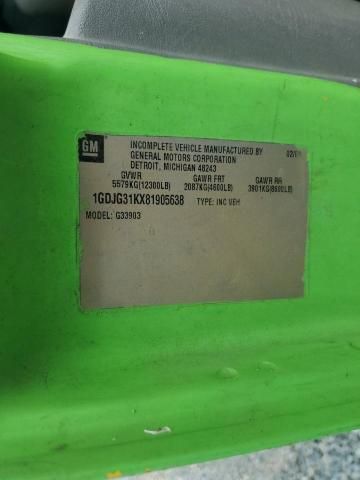 GM
INCOMPLETE VEHICLE MANUFACTURED BY 02/
GENERAL MOTORS CORPORATION
DETROIT, MICHIGAN 48243
GVWR GAWR FRT GAWR RR
5579KG(12300LB) 2087KG(4600LB) 3901KG(8600LB)
1GDJG31KX81905638 TYPE: INC VEH
MODEL: G33903